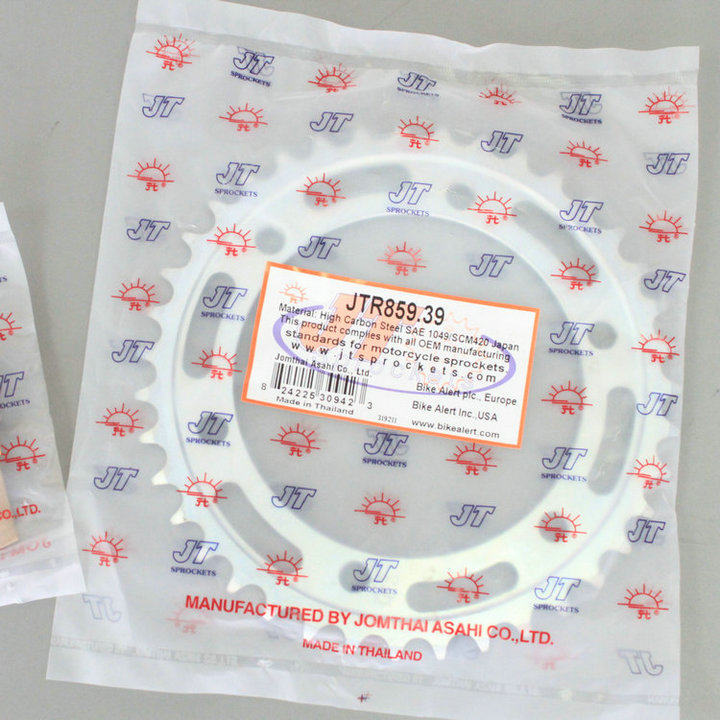 JTR859.39
Material: High Carbon Steel SAE 1049/SCM420 Japan
This product complies with all OEM manufacturing
standards for motorcycle sprockets
www.jtsprockets.com
Jomthai Asahi Co., Ltd.
8 24225 30942 3
Made in Thailand
319211
Bike Alert plc., Europe
Bike Alert Inc.,USA
www.bikealert.com
JT
SPROCKETS
MANUFACTURED BY JOMTHAI ASAHI CO.,LTD.
MADE IN THAILAND
CO.,LTD.